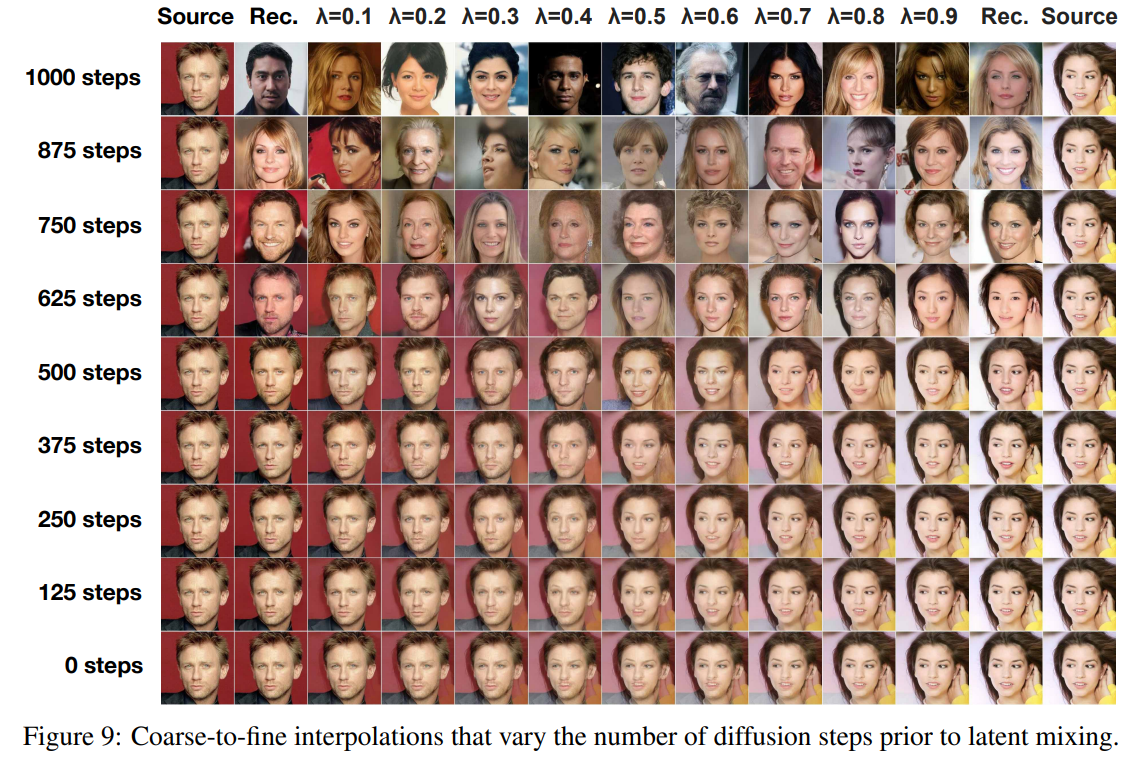 Source Rec. λ=0.1 λ=0.2 λ=0.3 λ=0.4 λ=0.5 λ=0.6 λ=0.7 λ=0.8 λ=0.9 Rec. Source
1000 steps
875 steps
750 steps
625 steps
500 steps
375 steps
250 steps
125 steps
0 steps
Figure 9: Coarse-to-fine interpolations that vary the number of diffusion steps prior to latent mixing.